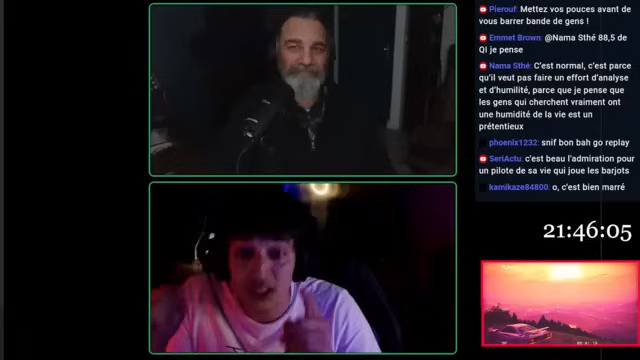 Pierouf: Mettez vos pouces avant de
vous barrer bande de gens !
Emmet Brown: @Nama Sthé 88,5 de
QI je pense
Nama Sthé: C'est normal, c'est parce
qu'il veut pas faire un effort d'analyse
et d'humilité, parce que je pense que
les gens qui cherchent vraiment ont
une humidité de la vie est un
prétentieux
phoenix1232: snif bon bah go replay
SeriActu: c'est beau l'admiration pour
un pilote de sa vie qui joue les barjots
kamikaze84800: o, c'est bien marré
21:46:05